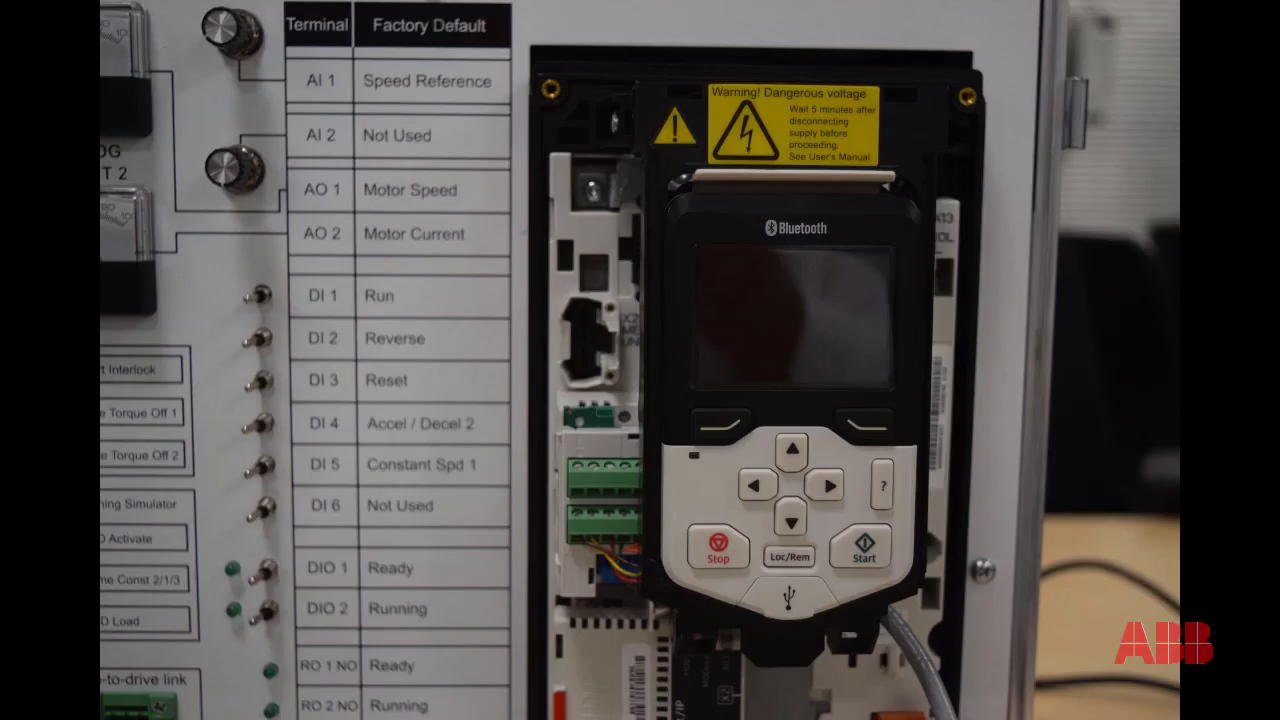 Terminal Factory Default
AI 1 Speed Reference
AI 2 Not Used
AO 1 Motor Speed
AO 2 Motor Current
DI 1 Run
DI 2 Reverse
DI 3 Reset
DI 4 Accel / Decel 2
DI 5 Constant Spd 1
DI 6 Not Used
DIO 1 Ready
DIO 2 Running
RO 1 NO Ready
RO 2 NO Running
OG
T 2
Interlock
Torque Off 1
Torque Off 2
Simulator
Activate
Const 2/1/3
Load
-to-drive link
Warning! Dangerous voltage
Wait 5 minutes after
disconnecting
supply before
proceeding.
See User's Manual.
Bluetooth
?
Stop
Loc/Rem
Start
X2
ABB